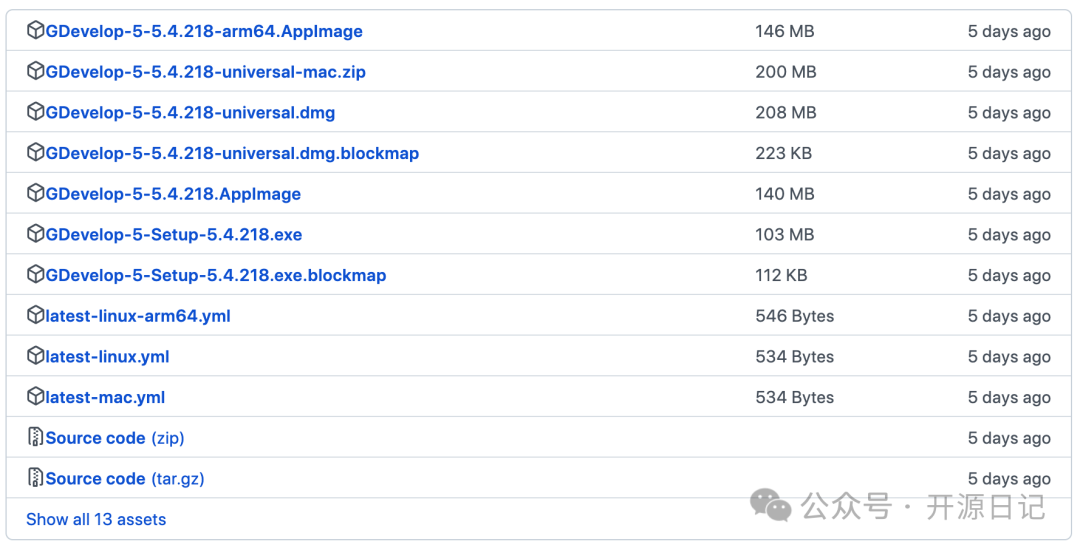 GDevelop-5-5.4.218-arm64.AppImage 146 MB 5 days ago
GDevelop-5-5.4.218-universal-mac.zip 200 MB 5 days ago
GDevelop-5-5.4.218-universal.dmg 208 MB 5 days ago
GDevelop-5-5.4.218-universal.dmg.blockmap 223 KB 5 days ago
GDevelop-5-5.4.218.AppImage 140 MB 5 days ago
GDevelop-5-Setup-5.4.218.exe 103 MB 5 days ago
GDevelop-5-Setup-5.4.218.exe.blockmap 112 KB 5 days ago
latest-linux-arm64.yml 546 Bytes 5 days ago
latest-linux.yml 534 Bytes 5 days ago
latest-mac.yml 534 Bytes 5 days ago
Source code (zip) 5 days ago
Source code (tar.gz) 5 days ago
Show all 13 assets
公众号 · 开源日记